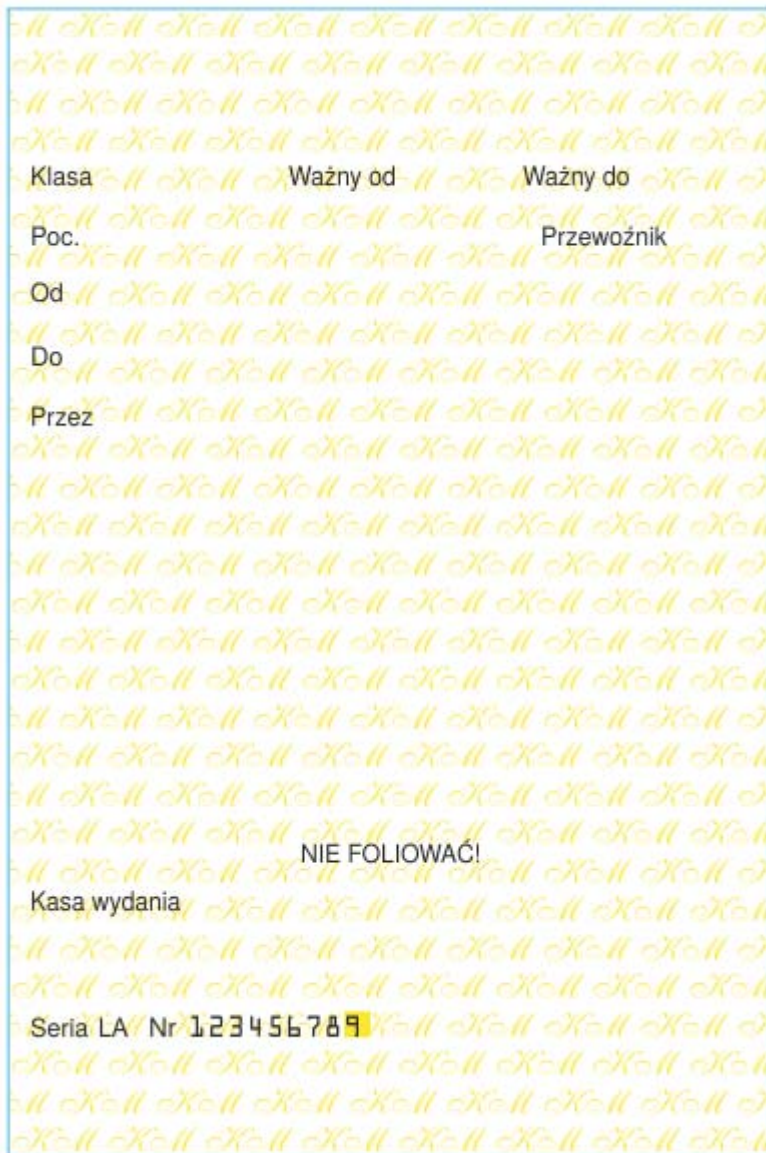 Klasa Ważny od Ważny do
Poc. Przewoźnik
Od
Do
Przez
NIE FOLIOWAĆ!
Kasa wydania
Seria LA Nr 123456789